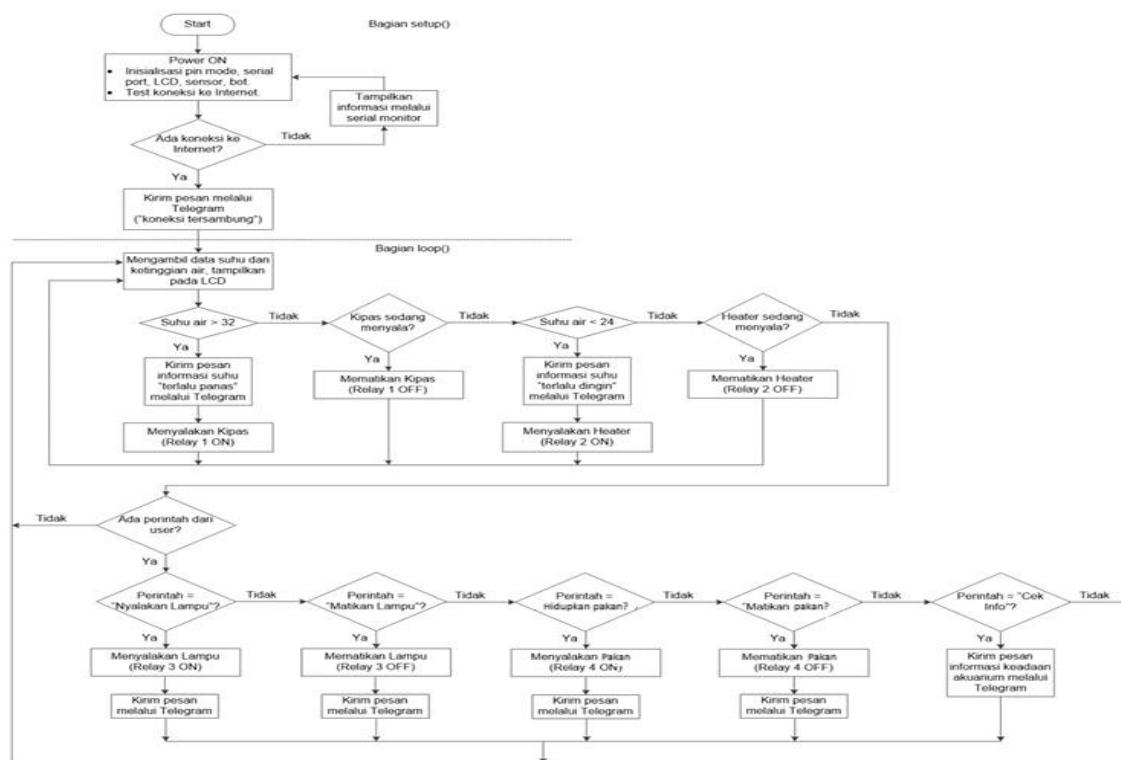 Start
Bagian setup()
Power ON
• Inisialisasi pin mode, serial
port, LCD, sensor, bot.
• Test koneksi ke Internet.
Tampilkan
informasi melalui
serial monitor
Ada koneksi ke
Internet?
Tidak
Ya
Kirim pesan melalui
Telegram
("koneksi tersambung")
Bagian loop()
Mengambil data suhu dan
ketinggian air, tampilkan
pada LCD
Suhu air > 32
Tidak
Kipas sedang
menyala?
Tidak
Suhu air < 24
Tidak
Heater sedang
menyala?
Tidak
Ya
Ya
Ya
Ya
Kirim pesan
informasi suhu
"terlalu panas"
melalui Telegram
Mematikan Kipas
(Relay 1 OFF)
Kirim pesan
informasi suhu
"terlalu dingin"
melalui Telegram
Mematikan Heater
(Relay 2 OFF)
Menyalakan Kipas
(Relay 1 ON)
Menyalakan Heater
(Relay 2 ON)
Tidak
Ada perintah dari
user?
Ya
Perintah =
"Nyalakan Lampu"?
Tidak
Perintah =
"Matikan Lampu"?
Tidak
Perintah =
Hidupkan pakan?
Tidak
Perintah =
"Matikan pakan?
Tidak
Perintah = "Cek
Info"?
Tidak
Ya
Ya
Ya
Ya
Ya
Menyalakan Lampu
(Relay 3 ON)
Mematikan Lampu
(Relay 3 OFF)
Menyalakan Pakan
(Relay 4 ON)
Mematikan Pakan
(Relay 4 OFF)
Kirim pesan
informasi keadaan
akuarium melalui
Telegram
Kirim pesan
melalui Telegram
Kirim pesan
melalui Telegram
Kirim pesan
melalui Telegram
Kirim pesan
melalui Telegram